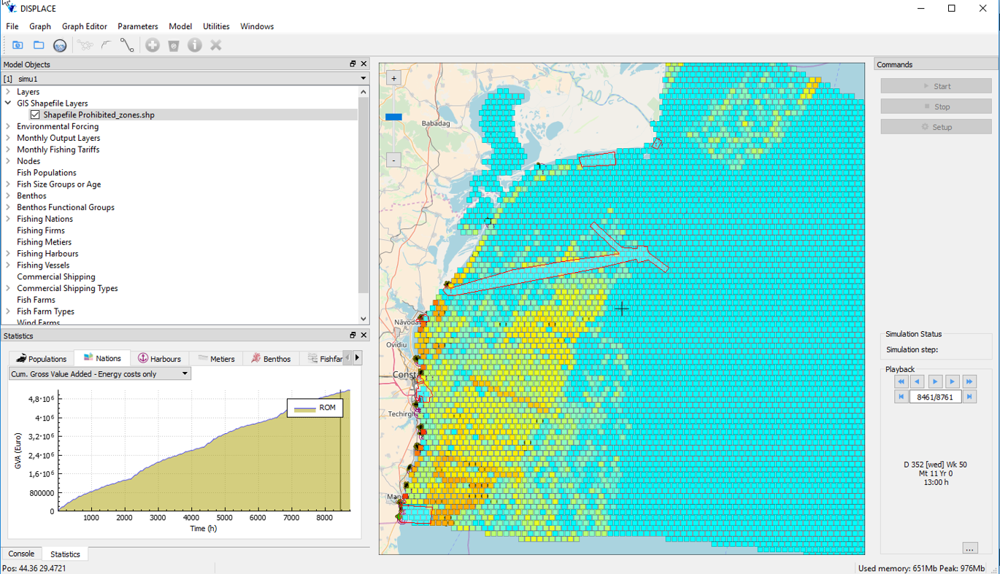 DISPLACE
File Graph Graph Editor Parameters Model Utilities Windows
Model Objects
[1] simu1
Layers
GIS Shapefile Layers
Shapefile Prohibited_zones.shp
Environmental Forcing
Monthly Output Layers
Monthly Fishing Tariffs
Nodes
Fish Populations
Fish Size Groups or Age
Benthos
Benthos Functional Groups
Fishing Nations
Fishing Firms
Fishing Metiers
Fishing Harbours
Fishing Vessels
Commercial Shipping
Commercial Shipping Types
Fish Farms
Fish Farm Types
Wind Farms
Statistics
Populations Nations Harbours Metiers Benthos Fishfar
Cum. Gross Value Added - Energy costs only
GVA (Euro)
4,8*10⁶
4*10⁶
3,2*10⁶
2,4*10⁶
1,6*10⁶
800000
0
ROM
1000 2000 3000 4000 5000 6000 7000 8000
Time (h)
Console Statistics
Pos: 44.36 29.4721
+
-
Babadag
Năvodar
Ovidiu
Const
Techirgh
Man
Commands
Start
Stop
Setup
Simulation Status
Simulation step:
Playback
8461/8761
D 352 [wed] Wk 50
Mt 11 Yr 0
13:00 h
...
Used memory: 651Mb Peak: 976Mb